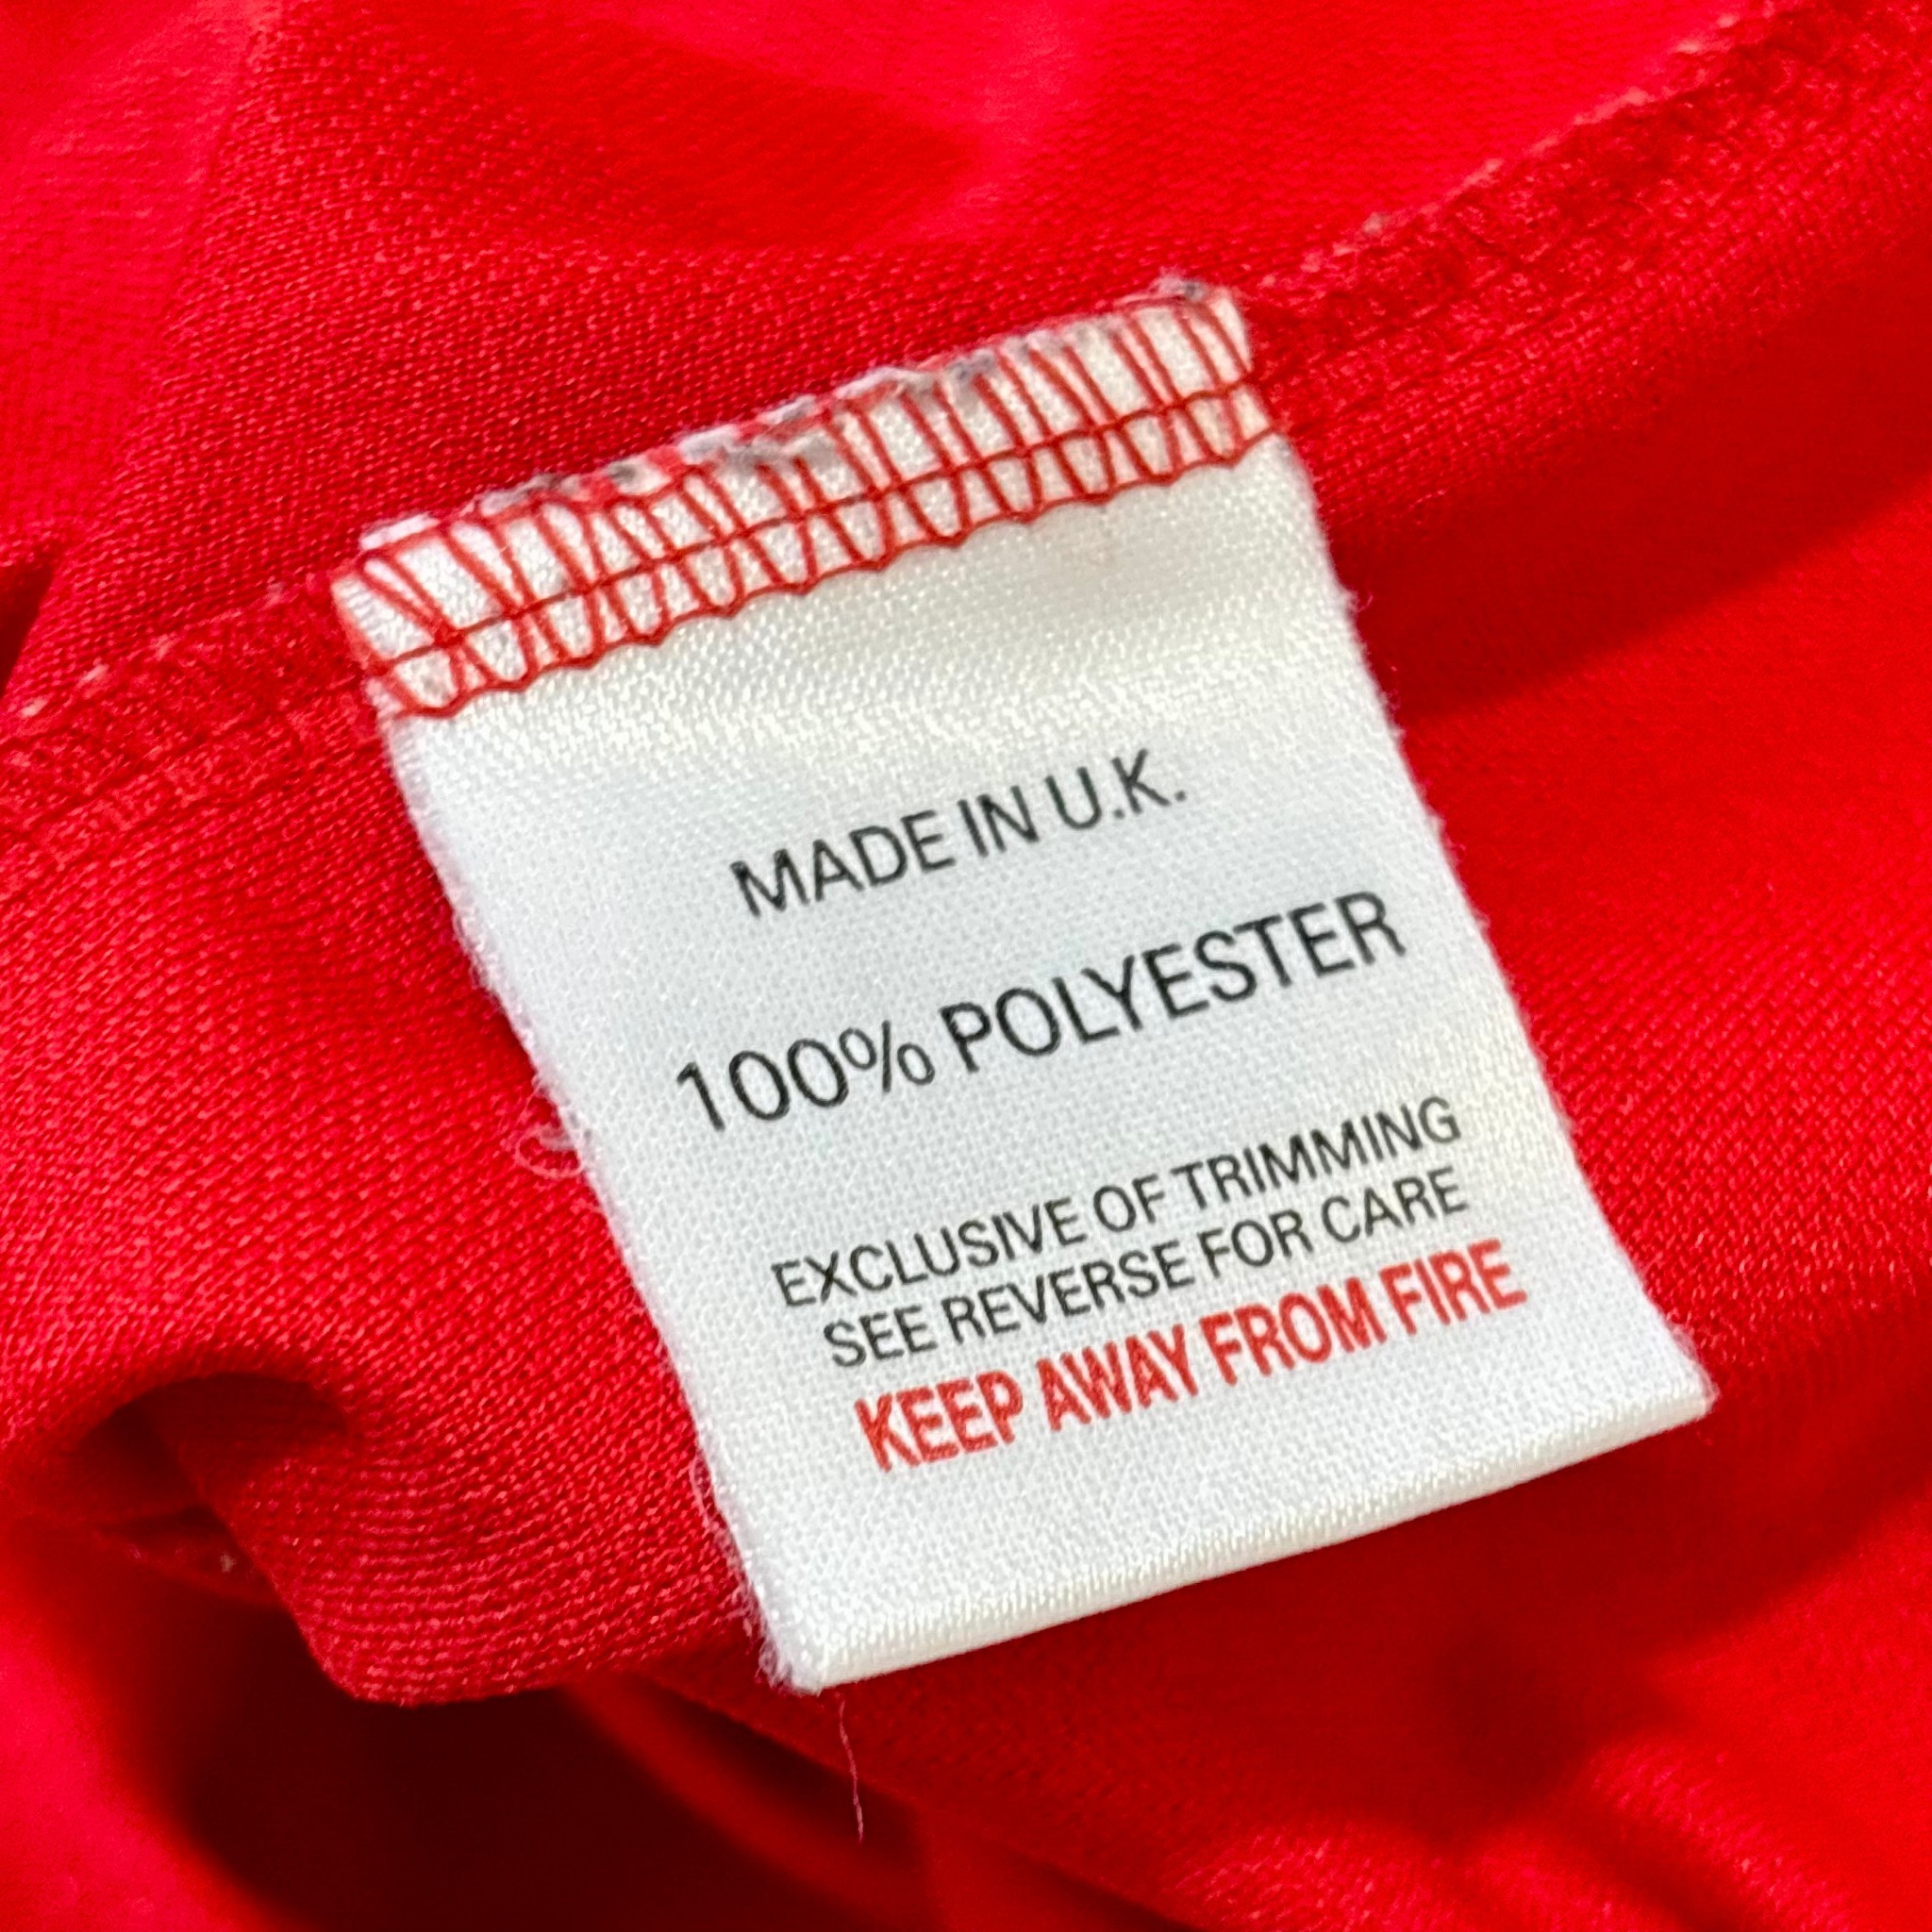 MADE IN U.K.
100% POLYESTER
EXCLUSIVE OF TRIMMING
SEE REVERSE FOR CARE
KEEP AWAY FROM FIRE